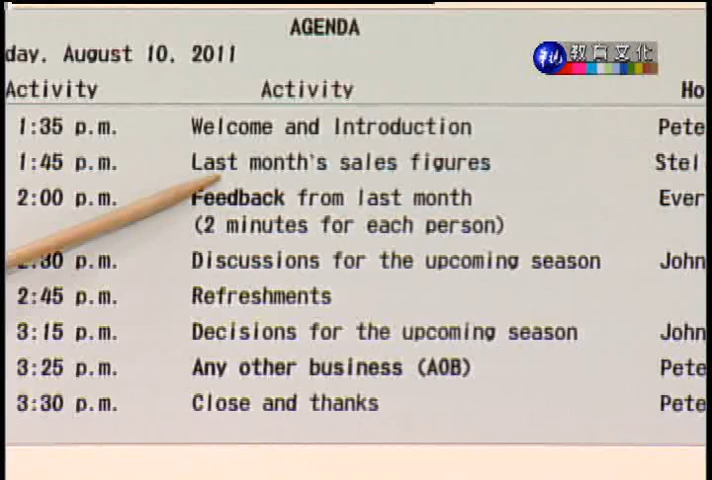 AGENDA
day, August 10, 2011
教育文化
Activity Activity Ho
1:35 p.m. Welcome and Introduction Pete
1:45 p.m. Last month's sales figures Stel
2:00 p.m. Feedback from last month Ever
(2 minutes for each person)
2:30 p.m. Discussions for the upcoming season John
2:45 p.m. Refreshments
3:15 p.m. Decisions for the upcoming season John
3:25 p.m. Any other business (AOB) Pete
3:30 p.m. Close and thanks Pete